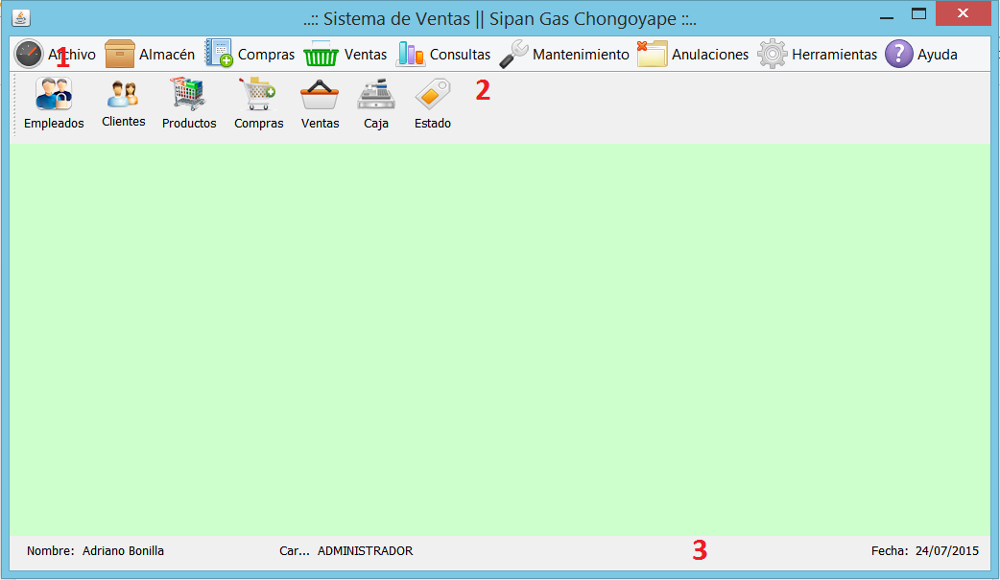 ..:: Sistema de Ventas || Sipan Gas Chongoyape ::..
1 Archivo Almacén Compras Ventas Consultas Mantenimiento Anulaciones Herramientas ? Ayuda
2
Empleados Clientes Productos Compras Ventas Caja Estado
Nombre: Adriano Bonilla Car... ADMINISTRADOR 3 Fecha: 24/07/2015